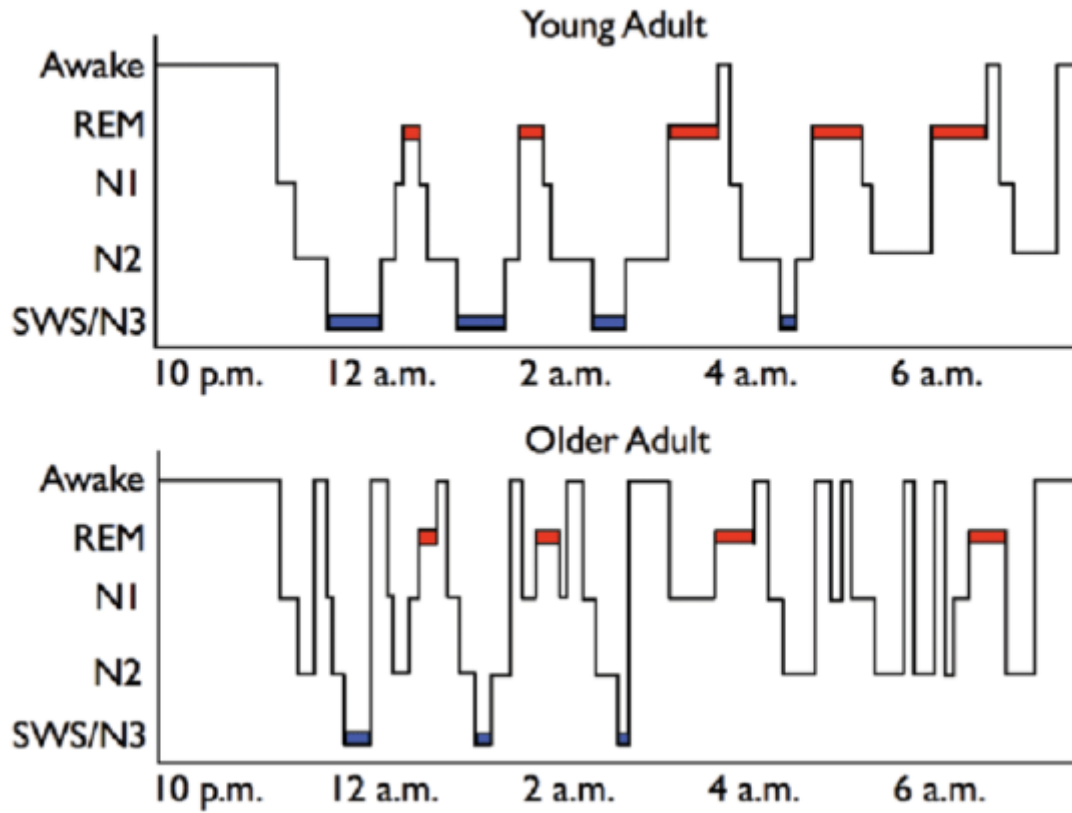 Young Adult
Awake
REM
N1
N2
SWS/N3
10 p.m. 12 a.m. 2 a.m. 4 a.m. 6 a.m.
Older Adult
Awake
REM
N1
N2
SWS/N3
10 p.m. 12 a.m. 2 a.m. 4 a.m. 6 a.m.